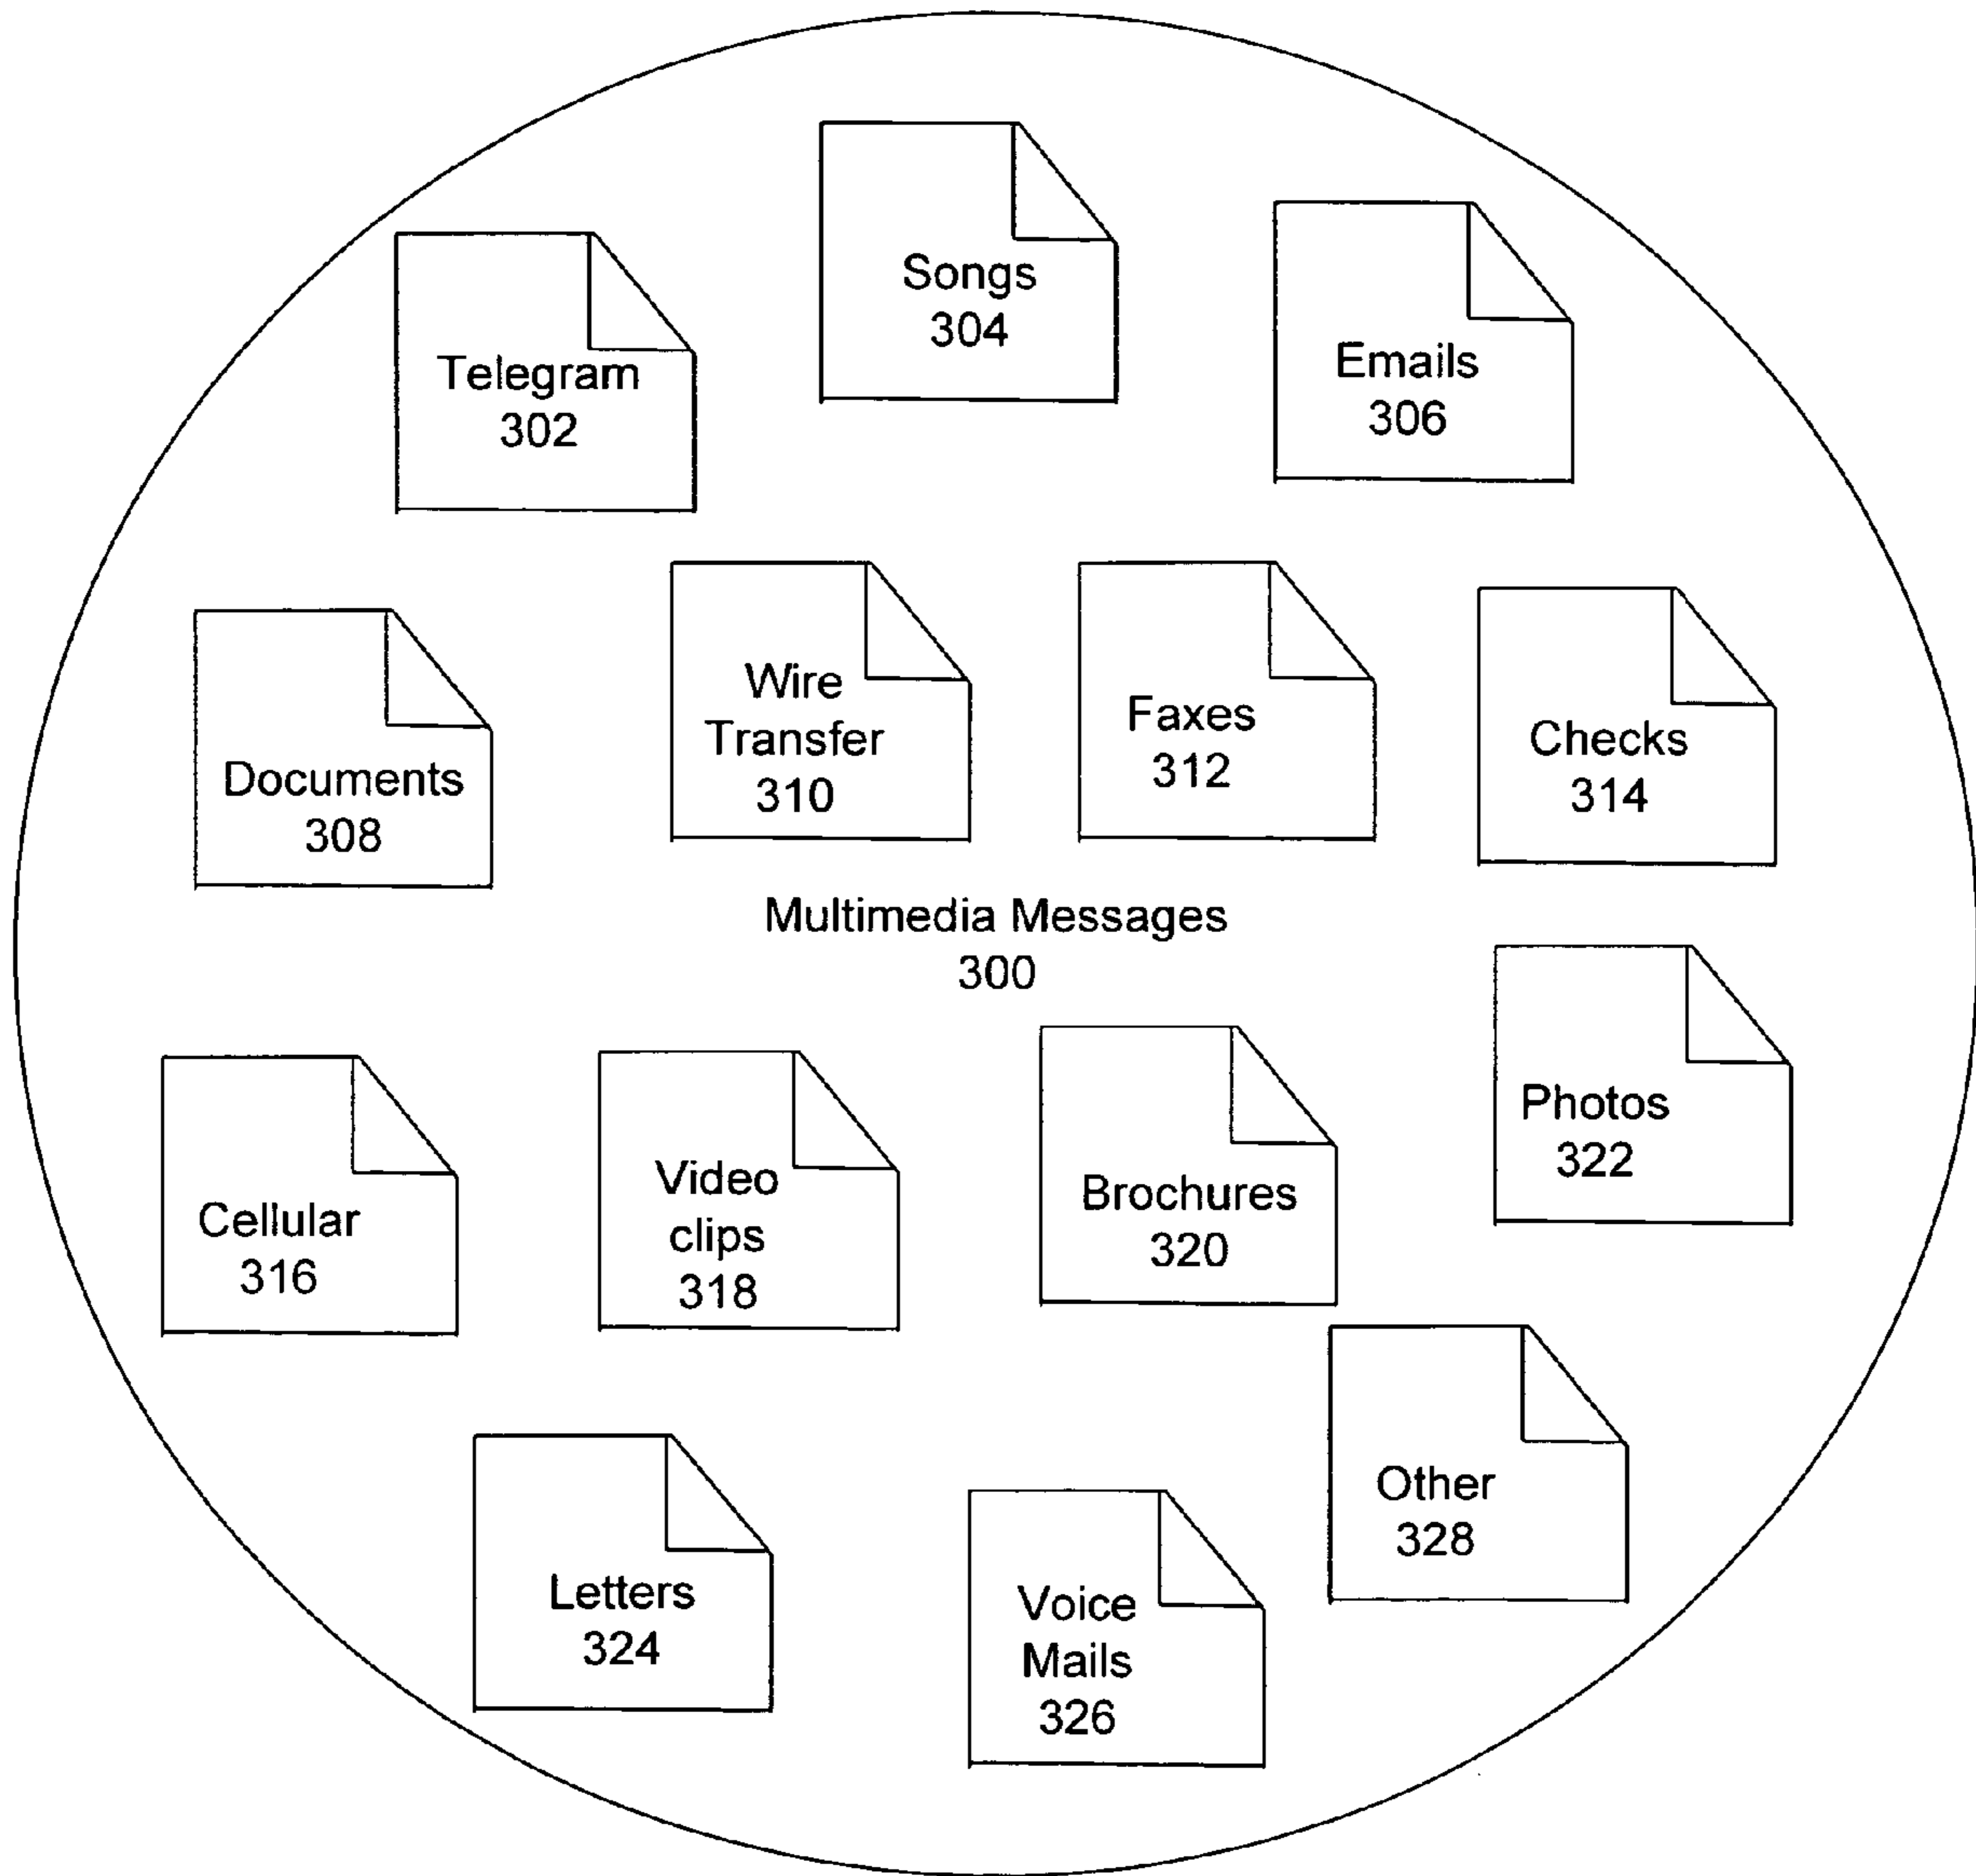 Songs
304
Telegram
302
Emails
306
Documents
308
Wire
Transfer
310
Faxes
312
Checks
314
Multimedia Messages
300
Cellular
316
Video
clips
318
Brochures
320
Photos
322
Letters
324
Voice
Mails
326
Other
328